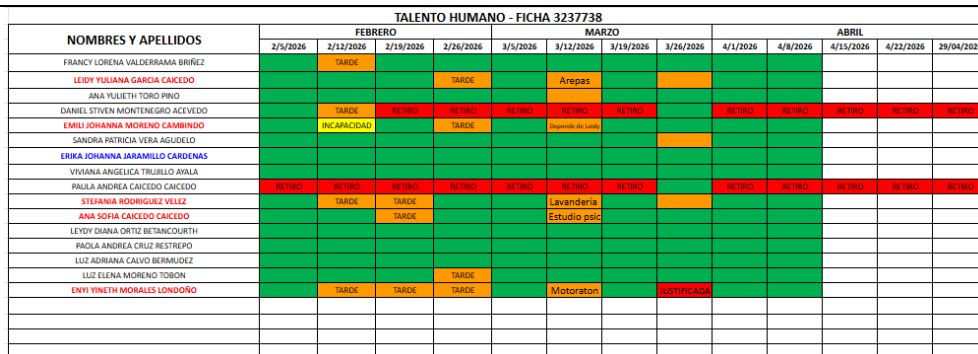 TALENTO HUMANO - FICHA 3237738
NOMBRES Y APELLIDOS FEBRERO MARZO ABRIL
2/5/2026 2/12/2026 2/19/2026 2/26/2026 3/5/2026 3/12/2026 3/19/2026 3/26/2026 4/1/2026 4/8/2026 4/15/2026 4/22/2026 29/04/202
FRANCY LORENA VALDERRAMA BRIÑEZ TARDE
LEIDY YULIANA GARCIA CAICEDO TARDE Arepas
ANA YULIETH TORO PINO
DANIEL STIVEN MONTENEGRO ACEVEDO TARDE RETIRO RETIRO RETIRO RETIRO RETIRO RETIRO RETIRO RETIRO RETIRO RETIRO
EMILI JOHANNA MORENO CAMBINDO INCAPACIDAD TARDE Depende de Leidy
SANDRA PATRICIA VERA AGUDELO
ERIKA JOHANNA JARAMILLO CARDENAS
VIVIANA ANGELICA TRUJILLO AYALA
PAULA ANDREA CAICEDO CAICEDO RETIRO RETIRO RETIRO RETIRO RETIRO RETIRO RETIRO RETIRO RETIRO RETIRO RETIRO RETIRO
STEFANIA RODRIGUEZ VELEZ TARDE TARDE Lavandería
ANA SOFIA CAICEDO CAICEDO TARDE Estudio psic
LEYDY DIANA ORTIZ BETANCOURTH
PAOLA ANDREA CRUZ RESTREPO
LUZ ADRIANA CALVO BERMUDEZ
LUZ ELENA MORENO TOBON TARDE
ENYI YINETH MORALES LONDOÑO TARDE TARDE TARDE Motoraton JUSTIFICADA